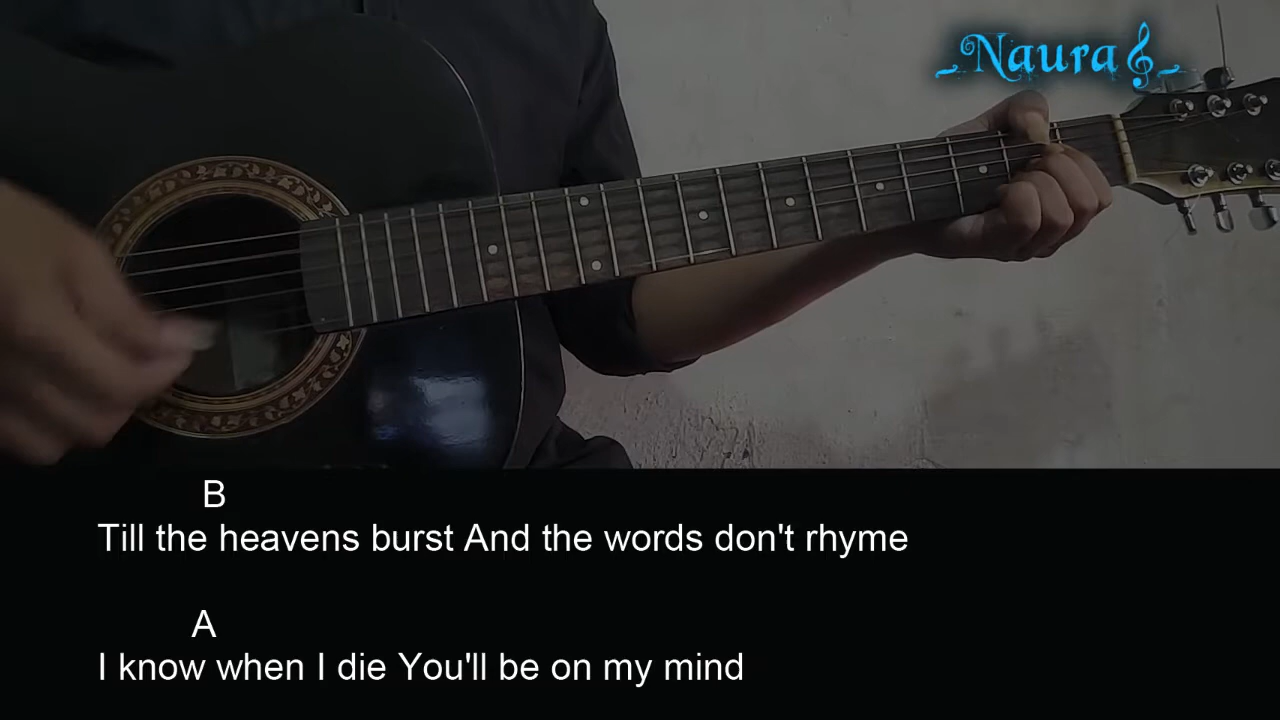 Naura
B
Till the heavens burst And the words don't rhyme
A
I know when I die You'll be on my mind